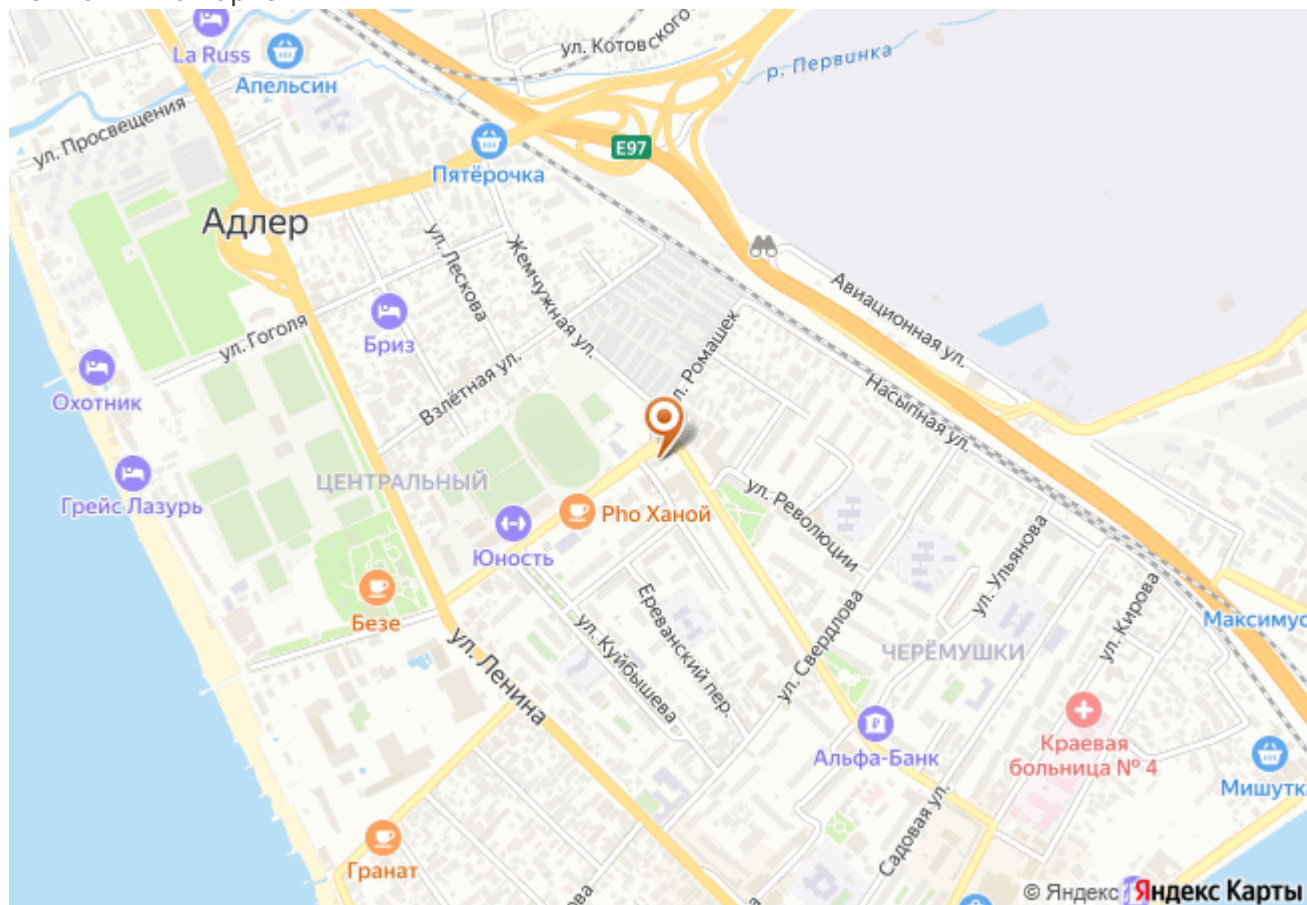 La Russ
Апельсин
ул. Котовского
р. Первинка
ул. Просвещения
E97
Пятёрочка
Адлер
ул. Лескова
Жемчужная ул.
Авиационная ул.
ул. Гоголя
Бриз
ул. Ромашек
Взлётная ул.
Насыпная ул.
Охотник
ЦЕНТРАЛЬНЫЙ
Грейс Лазурь
Pho Ханой
ул. Революции
Юность
ул. Ульянова
Ереванский пер.
ул. Кирова
Безе
Максимус
ул. Свердлова
ул. Куйбышева
ЧЕРЁМУШКИ
ул. Ленина
Альфа-Банк
Краевая
больница № 4
Мишутка
Садовая ул.
Гранат
© Яндекс Яндекс Карты